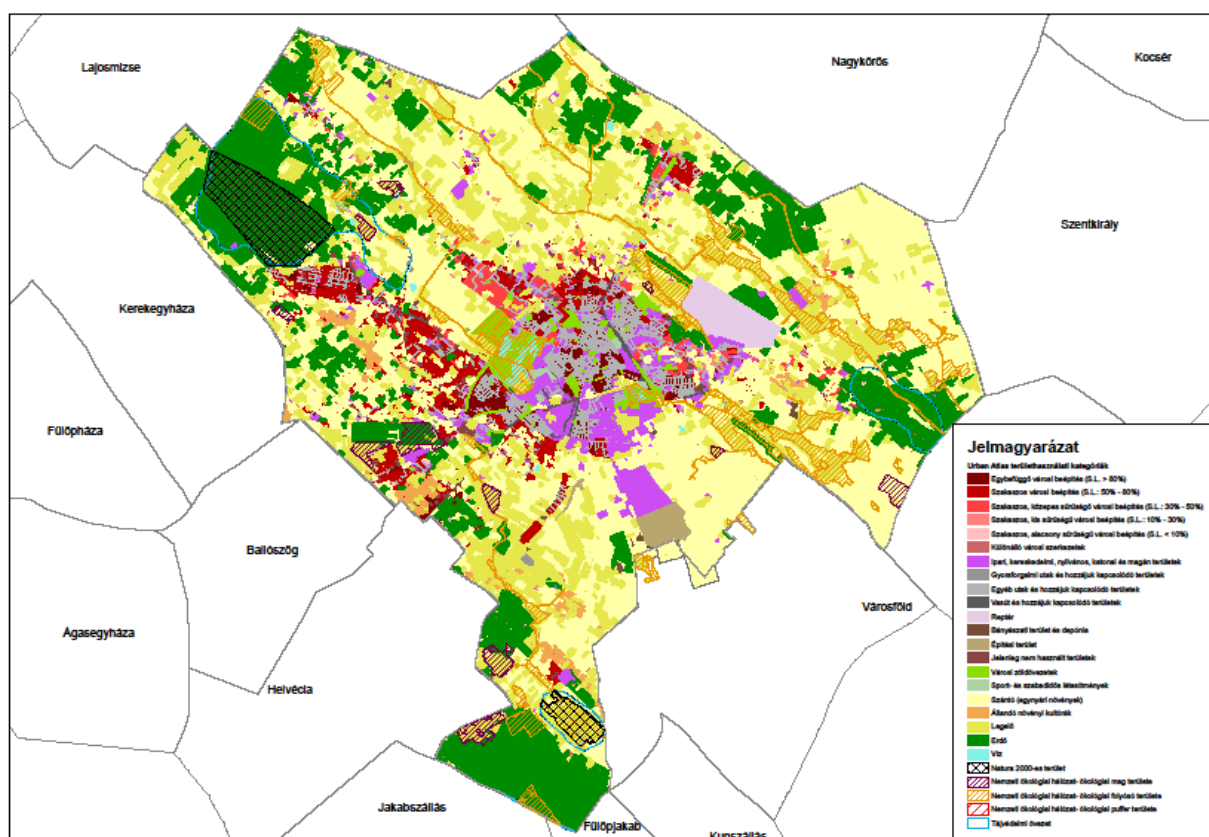 Lajosmizse
Nagykőrös
Kocsér
Szentkirály
Kerekegyháza
Fülöpháza
Ballószög
Ágasegyháza
Helvécia
Városföld
Jakabszállás
Fülöpjakab
Kunszállás
Jelmagyarázat
Urban Atlas területhasználati kategóriák
Egybefüggő városi beépítés (S.L. > 80%)
Szakaszos városi beépítés (S.L.: 50% - 80%)
Szakaszos, közepes sűrűségű városi beépítés (S.L.: 30% - 50%)
Szakaszos, kis sűrűségű városi beépítés (S.L.: 10% - 30%)
Szakaszos, alacsony sűrűségű városi beépítés (S.L. < 10%)
Különálló városi szerkezetek
Ipari, kereskedelmi, nyilvános, katonai és magán területek
Gyorsforgalmi utak és hozzájuk kapcsolódó területek
Egyéb utak és hozzájuk kapcsolódó területek
Vasút és hozzájuk kapcsolódó területek
Reptér
Bányászati terület és depónia
Építési terület
Jelenleg nem használt területek
Városi zöldövezetek
Sport- és szabadidős létesítmények
Szántó (egynyári növények)
Állandó növényi kultúrák
Legelő
Erdő
Víz
Natura 2000-es terület
Nemzeti ökológiai hálózat- ökológiai mag területe
Nemzeti ökológiai hálózat- ökológiai folyosó területe
Nemzeti ökológiai hálózat- ökológiai puffer területe
Tájvédelmi övezet